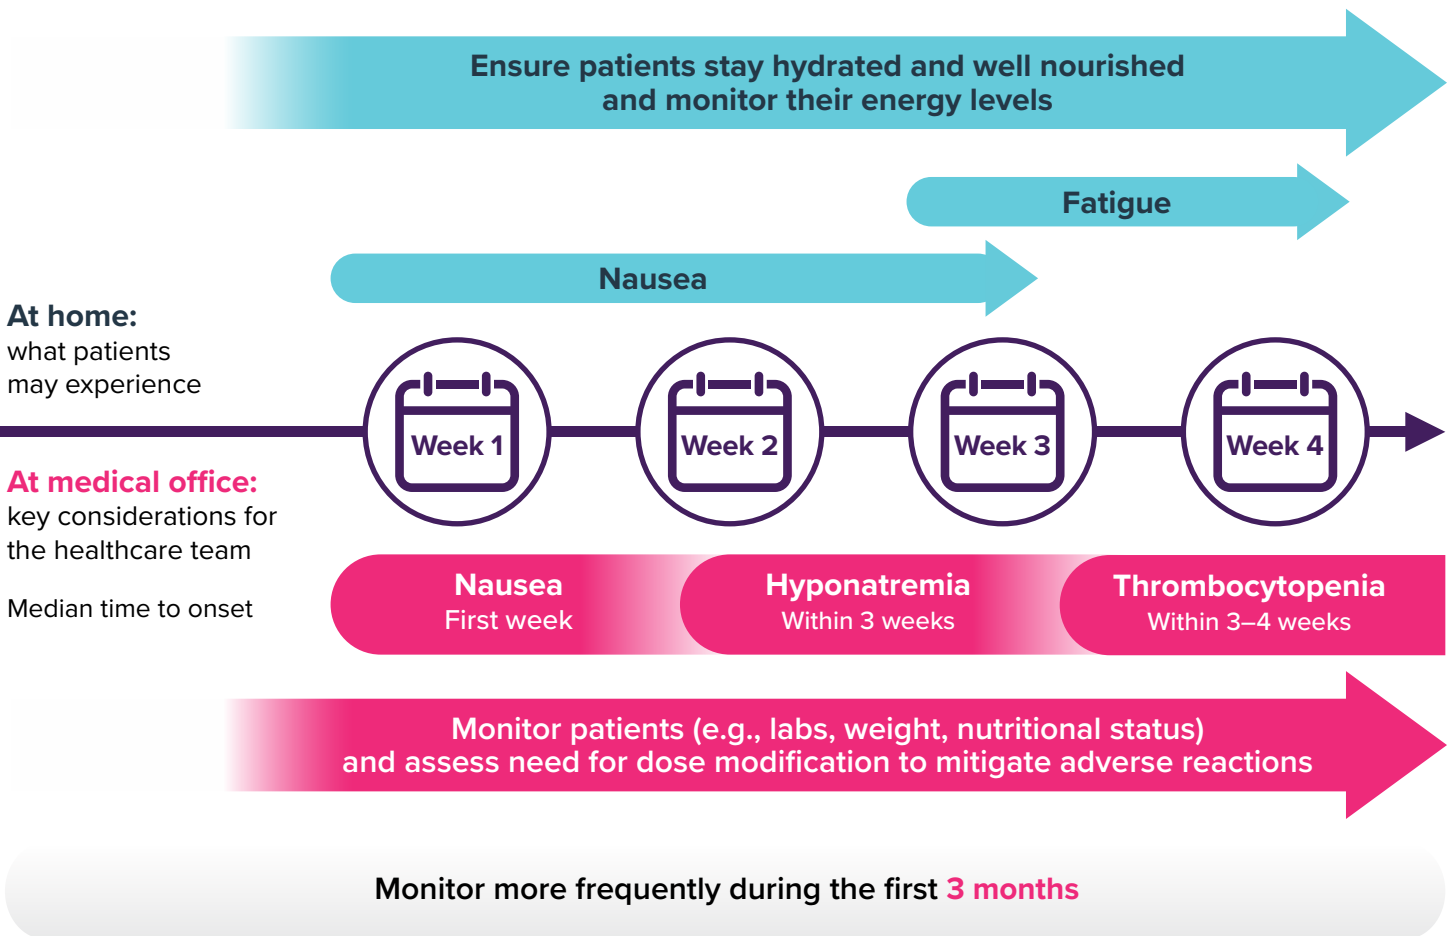 Ensure patients stay hydrated and well nourished
and monitor their energy levels
Fatigue
Nausea
At home:
what patients
may experience
Week 1
Week 2
Week 3
Week 4
At medical office:
key considerations for
the healthcare team
Median time to onset
Nausea
First week
Hyponatremia
Within 3 weeks
Thrombocytopenia
Within 3–4 weeks
Monitor patients (e.g., labs, weight, nutritional status)
and assess need for dose modification to mitigate adverse reactions
Monitor more frequently during the first 3 months